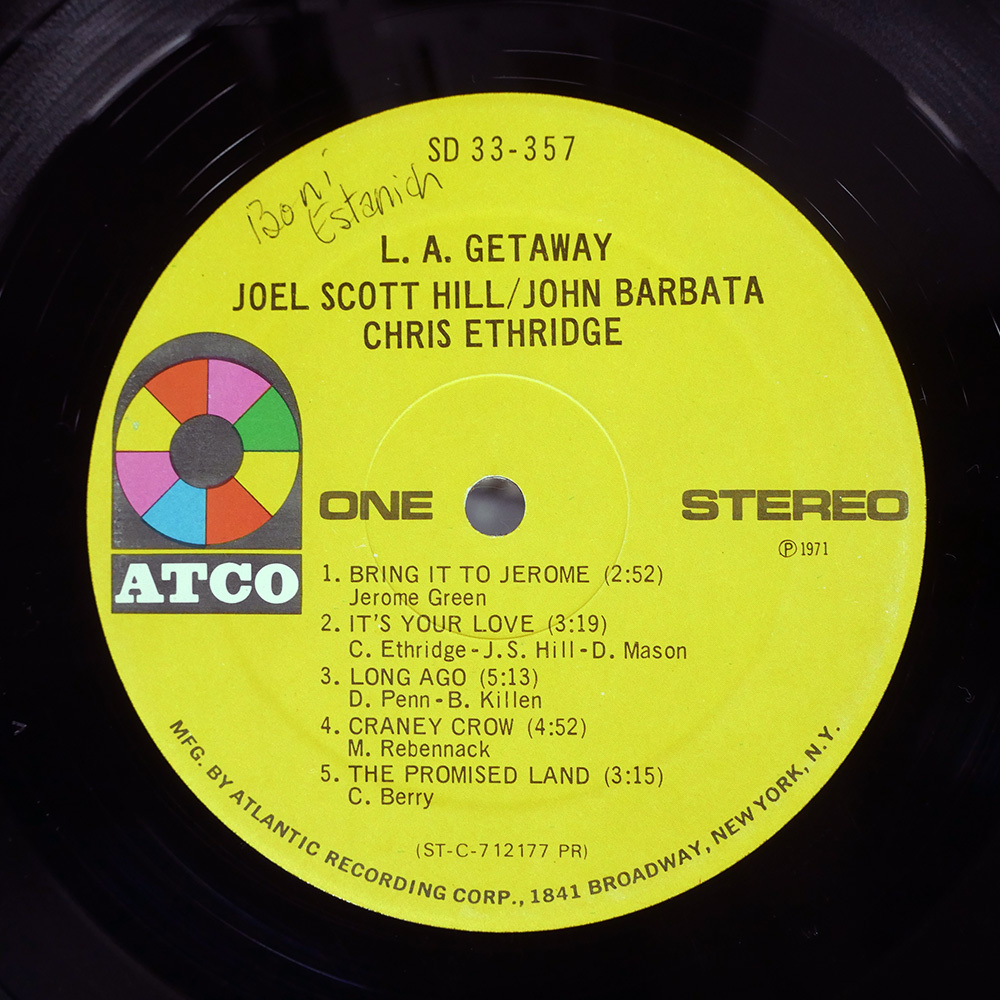 SD 33-357
Boni
Estanich
L. A. GETAWAY
JOEL SCOTT HILL/JOHN BARBATA
CHRIS ETHRIDGE
ATCO
ONE
STEREO
Ⓟ 1971
1. BRING IT TO JEROME (2:52)
Jerome Green
2. IT'S YOUR LOVE (3:19)
C. Ethridge-J.S. Hill-D. Mason
3. LONG AGO (5:13)
D. Penn-B. Killen
4. CRANEY CROW (4:52)
M. Rebennack
5. THE PROMISED LAND (3:15)
C. Berry
(ST-C-712177 PR)
MFG. BY ATLANTIC RECORDING CORP., 1841 BROADWAY, NEW YORK, N.Y.